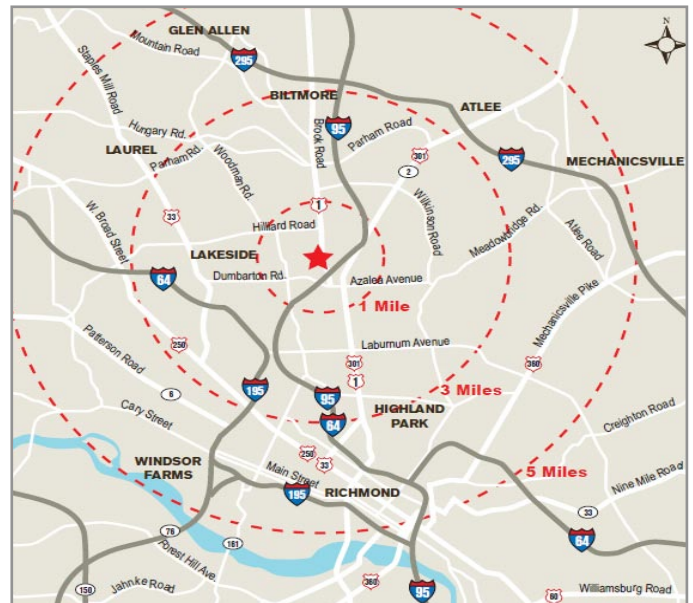 N
GLEN ALLEN
Mountain Road
295
Staples Mill Road
BILTMORE
ATLEE
95
Parham Road
Hungary Rd.
301
LAUREL
Parham Rd.
Woodman Rd.
Brook Road
2
295
MECHANICSVILLE
Wilkinson Road
1
33
W. Broad Street
Hilliard Road
Meadowbridge Rd.
Atlee Road
LAKESIDE
64
Dumbarton Rd.
Azalea Avenue
1 Mile
Mechanicsville Pike
Patterson Road
250
Laburnum Avenue
301
360
1
195
3 Miles
6
95
HIGHLAND
PARK
64
Cary Street
Creighton Road
250
33
WINDSOR
FARMS
Main Street
5 Miles
195
RICHMOND
Nine Mile Road
33
76
161
64
Forest Hill Ave.
150
Jahnke Road
360
95
60
Williamsburg Road